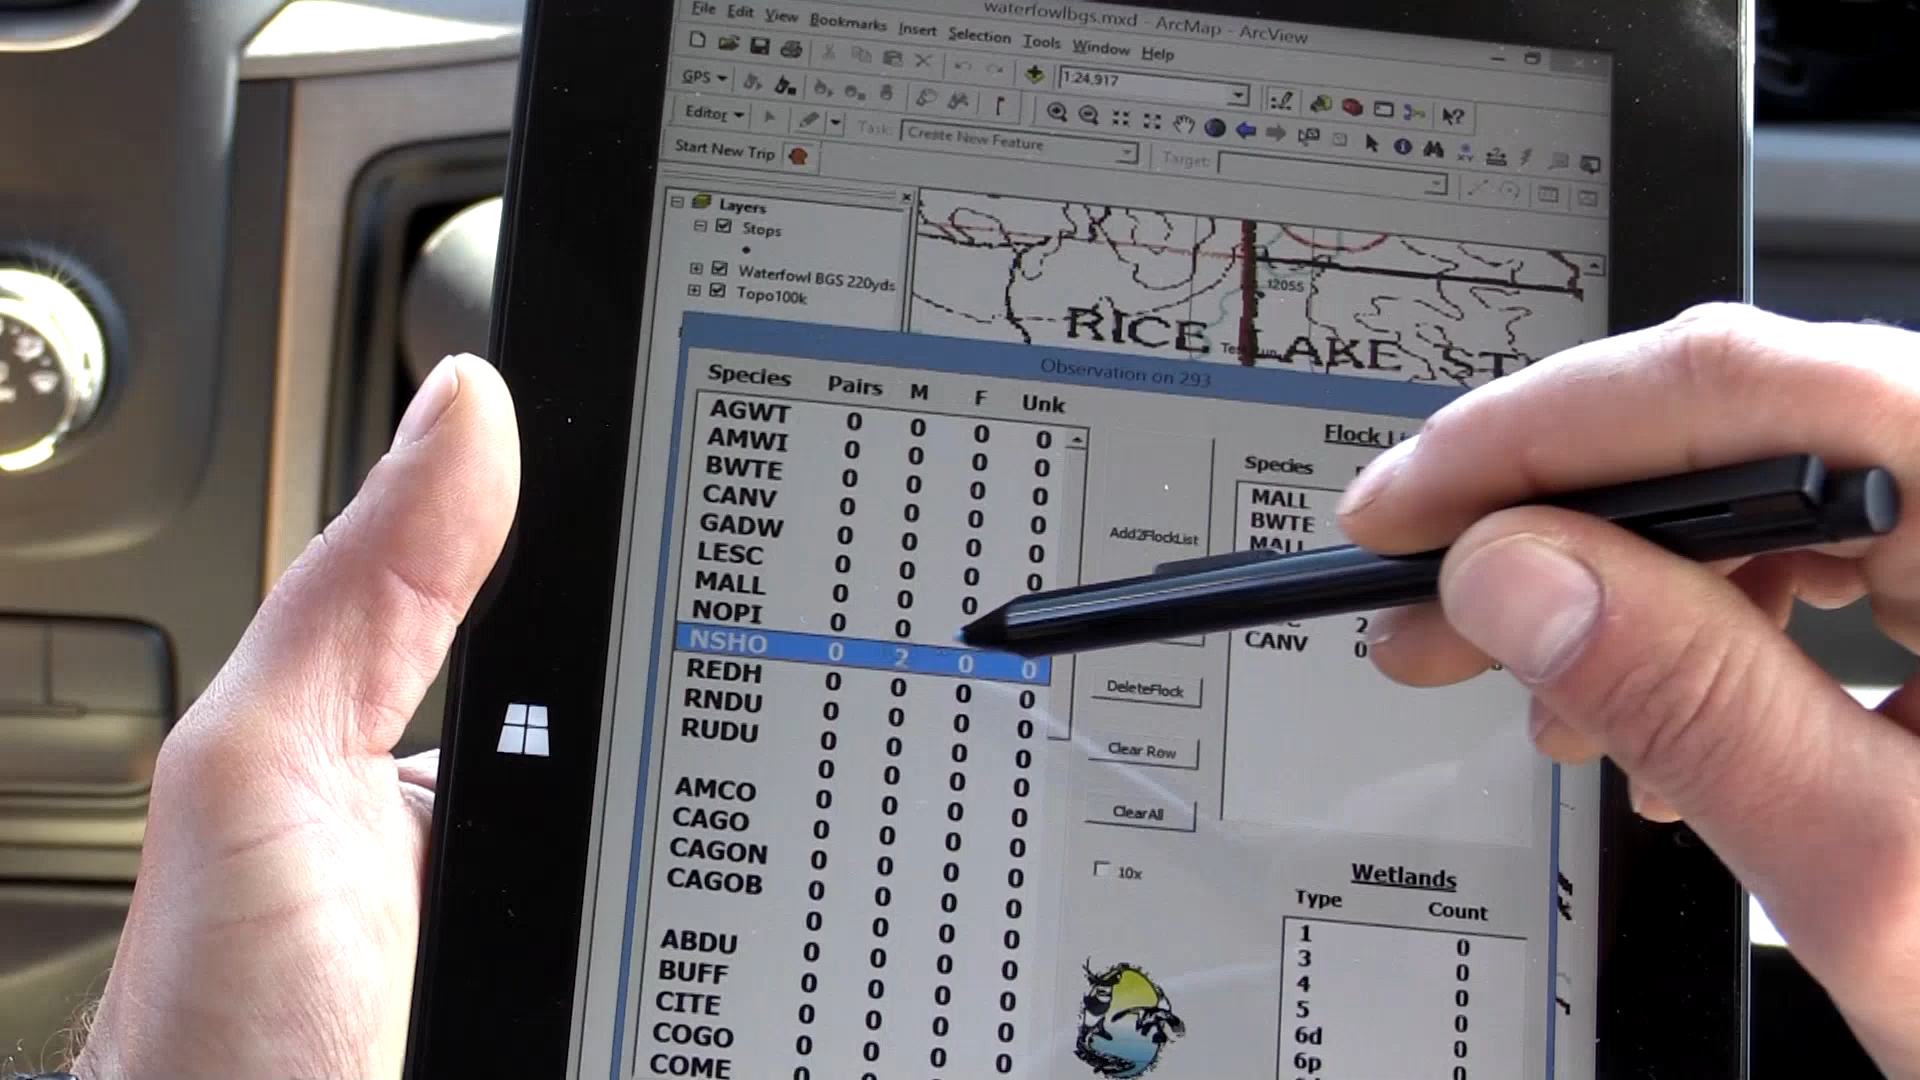 waterfowlbgs.mxd - ArcMap - ArcView
File Edit View Bookmarks Insert Selection Tools Window Help
1:24,917
GPS
Editor Task: Create New Feature Target:
Start New Trip
Layers
Stops
Waterfowl BGS 220yds
Topo100k
12055
RICE LAKE ST
Observation on 293
Species Pairs M F Unk
AGWT 0 0 0 0
AMWI 0 0 0 0
BWTE 0 0 0 0
CANV 0 0 0 0
GADW 0 0 0 0
LESC 0 0 0 0
MALL 0 0 0
NOPI 0 0
NSHO 0 2 0 0
REDH 0 0 0 0
RNDU 0 0 0 0
RUDU 0 0 0 0
0 0 0 0
AMCO 0 0 0 0
CAGO 0 0 0 0
CAGON 0 0 0 0
CAGOB 0 0 0 0
0 0 0 0
ABDU 0 0 0 0
BUFF 0 0 0 0
CITE 0 0 0 0
COGO 0 0 0 0
COME 0 0 0 0
Add2FlockList
DeleteFlock
Clear Row
ClearAll
10x
Flock
Species
MALL
BWTE
MALL
2
CANV 0
Wetlands
Type Count
1 0
3 0
4 0
5 0
6d 0
6p 0